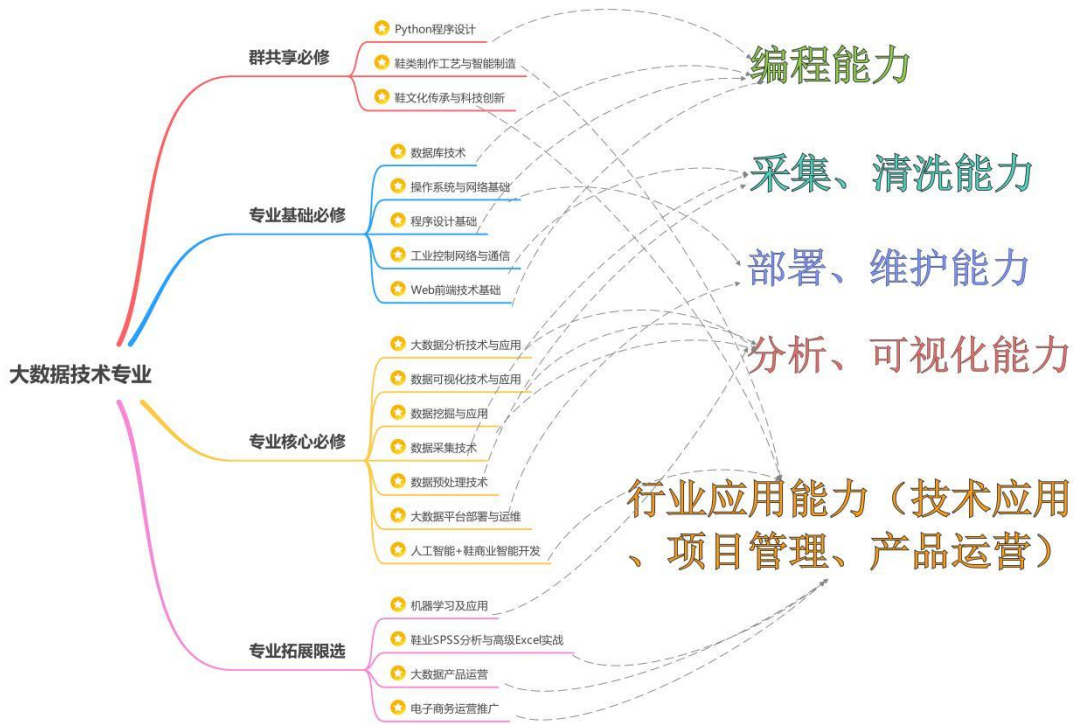 大数据技术专业
群共享必修
Python程序设计
鞋类制作工艺与智能制造
鞋文化传承与科技创新
专业基础必修
数据库技术
操作系统与网络基础
程序设计基础
工业控制网络与通信
Web前端技术基础
专业核心必修
大数据分析技术与应用
数据可视化技术与应用
数据挖掘与应用
数据采集技术
数据预处理技术
大数据平台部署与运维
人工智能+鞋商业智能开发
专业拓展限选
机器学习及应用
鞋业SPSS分析与高级Excel实战
大数据产品运营
电子商务运营推广
编程能力
采集、清洗能力
部署、维护能力
分析、可视化能力
行业应用能力（技术应用
、项目管理、产品运营）